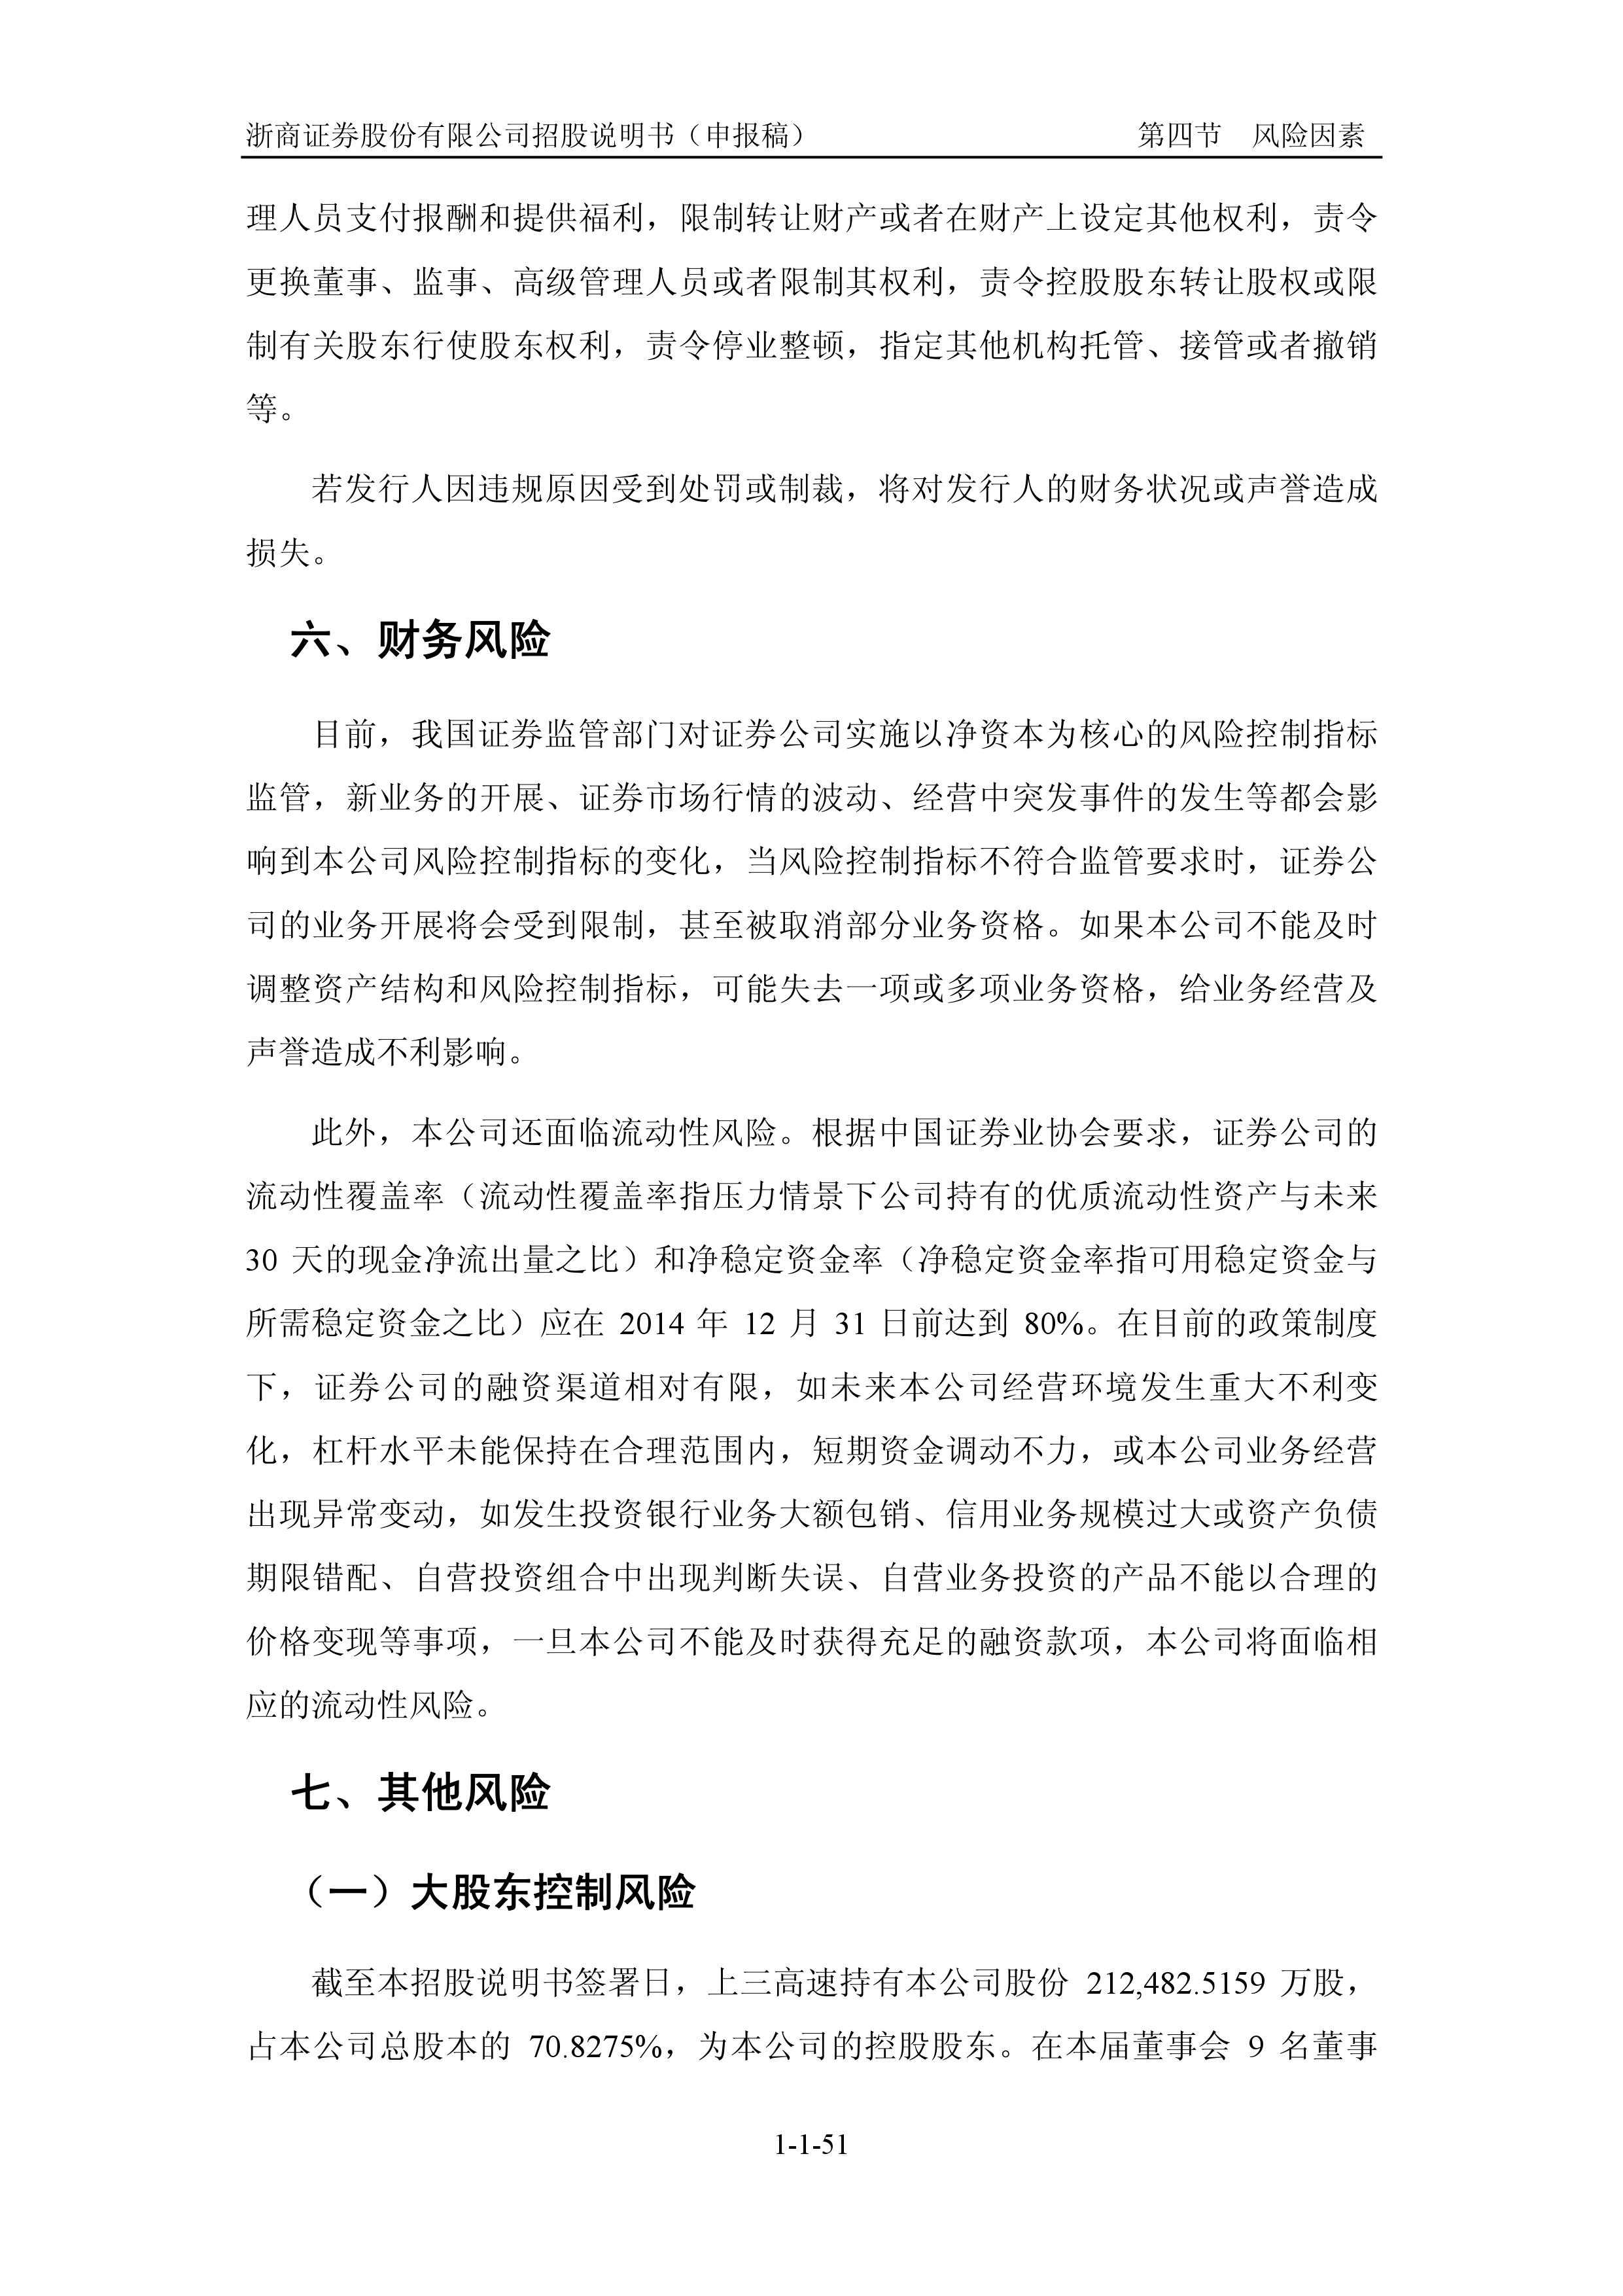 浙商证券股份有限公司招股说明书（申报稿） 第四节 风险因素
理人员支付报酬和提供福利，限制转让财产或者在财产上设定其他权利，责令
更换董事、监事、高级管理人员或者限制其权利，责令控股股东转让股权或限
制有关股东行使股东权利，责令停业整顿，指定其他机构托管、接管或者撤销
等。
若发行人因违规原因受到处罚或制裁，将对发行人的财务状况或声誉造成
损失。
六、财务风险
目前，我国证券监管部门对证券公司实施以净资本为核心的风险控制指标
监管，新业务的开展、证券市场行情的波动、经营中突发事件的发生等都会影
响到本公司风险控制指标的变化，当风险控制指标不符合监管要求时，证券公
司的业务开展将会受到限制，甚至被取消部分业务资格。如果本公司不能及时
调整资产结构和风险控制指标，可能失去一项或多项业务资格，给业务经营及
声誉造成不利影响。
此外，本公司还面临流动性风险。根据中国证券业协会要求，证券公司的
流动性覆盖率（流动性覆盖率指压力情景下公司持有的优质流动性资产与未来
30 天的现金净流出量之比）和净稳定资金率（净稳定资金率指可用稳定资金与
所需稳定资金之比）应在 2014 年 12 月 31 日前达到 80%。在目前的政策制度
下，证券公司的融资渠道相对有限，如未来本公司经营环境发生重大不利变
化，杠杆水平未能保持在合理范围内，短期资金调动不力，或本公司业务经营
出现异常变动，如发生投资银行业务大额包销、信用业务规模过大或资产负债
期限错配、自营投资组合中出现判断失误、自营业务投资的产品不能以合理的
价格变现等事项，一旦本公司不能及时获得充足的融资款项，本公司将面临相
应的流动性风险。
七、其他风险
（一）大股东控制风险
截至本招股说明书签署日，上三高速持有本公司股份 212,482.5159 万股，
占本公司总股本的 70.8275%，为本公司的控股股东。在本届董事会 9 名董事
1-1-51